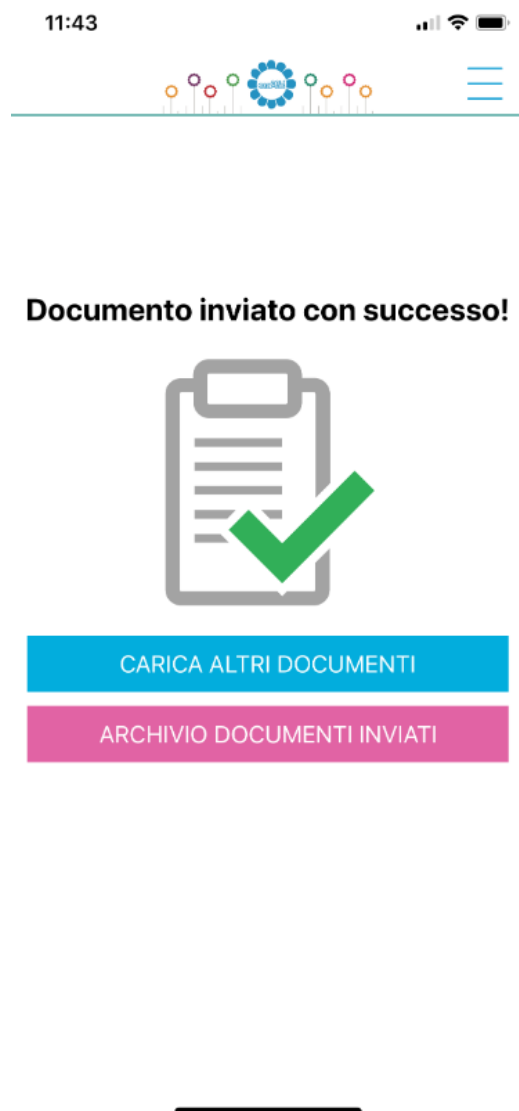 11:43
Documento inviato con successo!
CARICA ALTRI DOCUMENTI
ARCHIVIO DOCUMENTI INVIATI